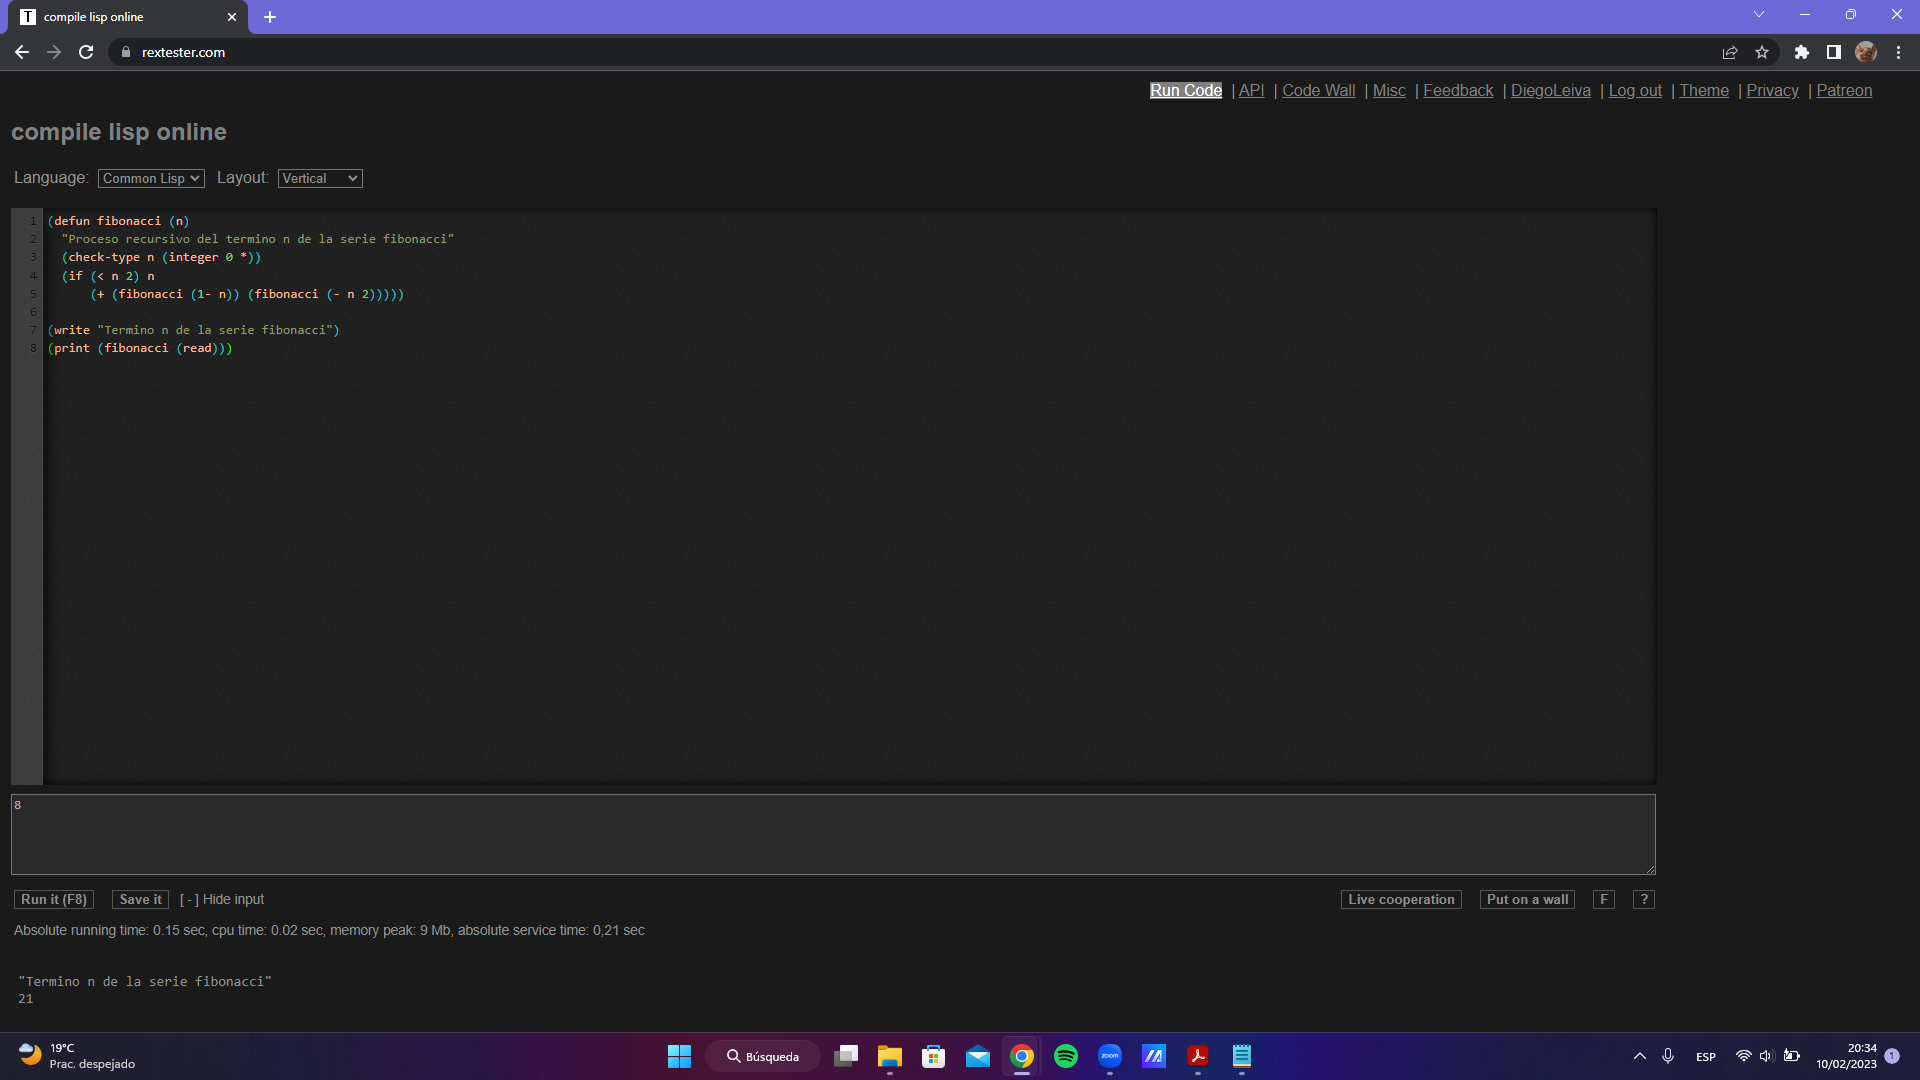 T compile lisp online
rextester.com
Run Code | API | Code Wall | Misc | Feedback | DiegoLeiva | Log out | Theme | Privacy | Patreon
compile lisp online
Language: Common Lisp Layout: Vertical
1 (defun fibonacci (n)
2 "Proceso recursivo del termino n de la serie fibonacci"
3 (check-type n (integer 0 *))
4 (if (< n 2) n
5 (+ (fibonacci (1- n)) (fibonacci (- n 2)))))
6
7 (write "Termino n de la serie fibonacci")
8 (print (fibonacci (read)))
8
Run it (F8) Save it [ - ] Hide input Live cooperation Put on a wall F ?
Absolute running time: 0.15 sec, cpu time: 0.02 sec, memory peak: 9 Mb, absolute service time: 0,21 sec
"Termino n de la serie fibonacci"
21
19°C
Prac. despejado
Búsqueda
zoom
ESP
20:34
10/02/2023
1